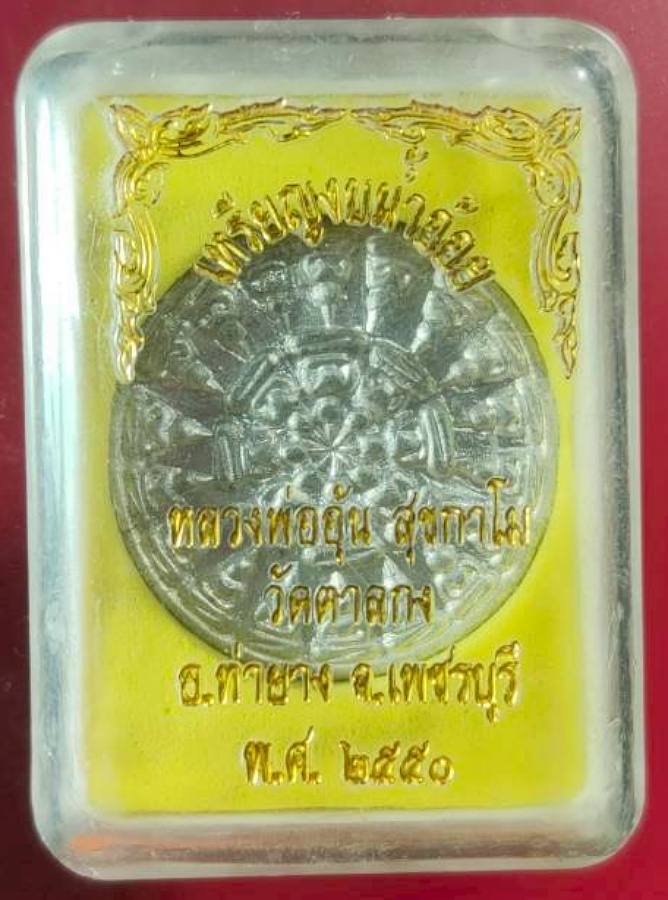 เหรียญงบน้ำอ้อย
หลวงพ่ออุ้น สุขกาโม
วัดตาลกง
อ.ท่ายาง จ.เพชรบุรี
พ.ศ. ๒๕๕๐